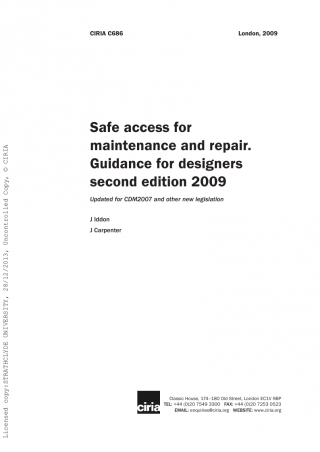 CIRIA C686 London, 2009
Safe access for
maintenance and repair.
Guidance for designers
second edition 2009
Updated for CDM2007 and other new legislation
J Iddon
J Carpenter
Licensed copy:STRATHCLYDE UNIVERSITY, 28/12/2013, Uncontrolled Copy, © CIRIA
ciria
Classic House, 174–180 Old Street, London EC1V 9BP
TEL: +44 (0)20 7549 3300 FAX: +44 (0)20 7253 0523
EMAIL: enquiries@ciria.org WEBSITE: www.ciria.org